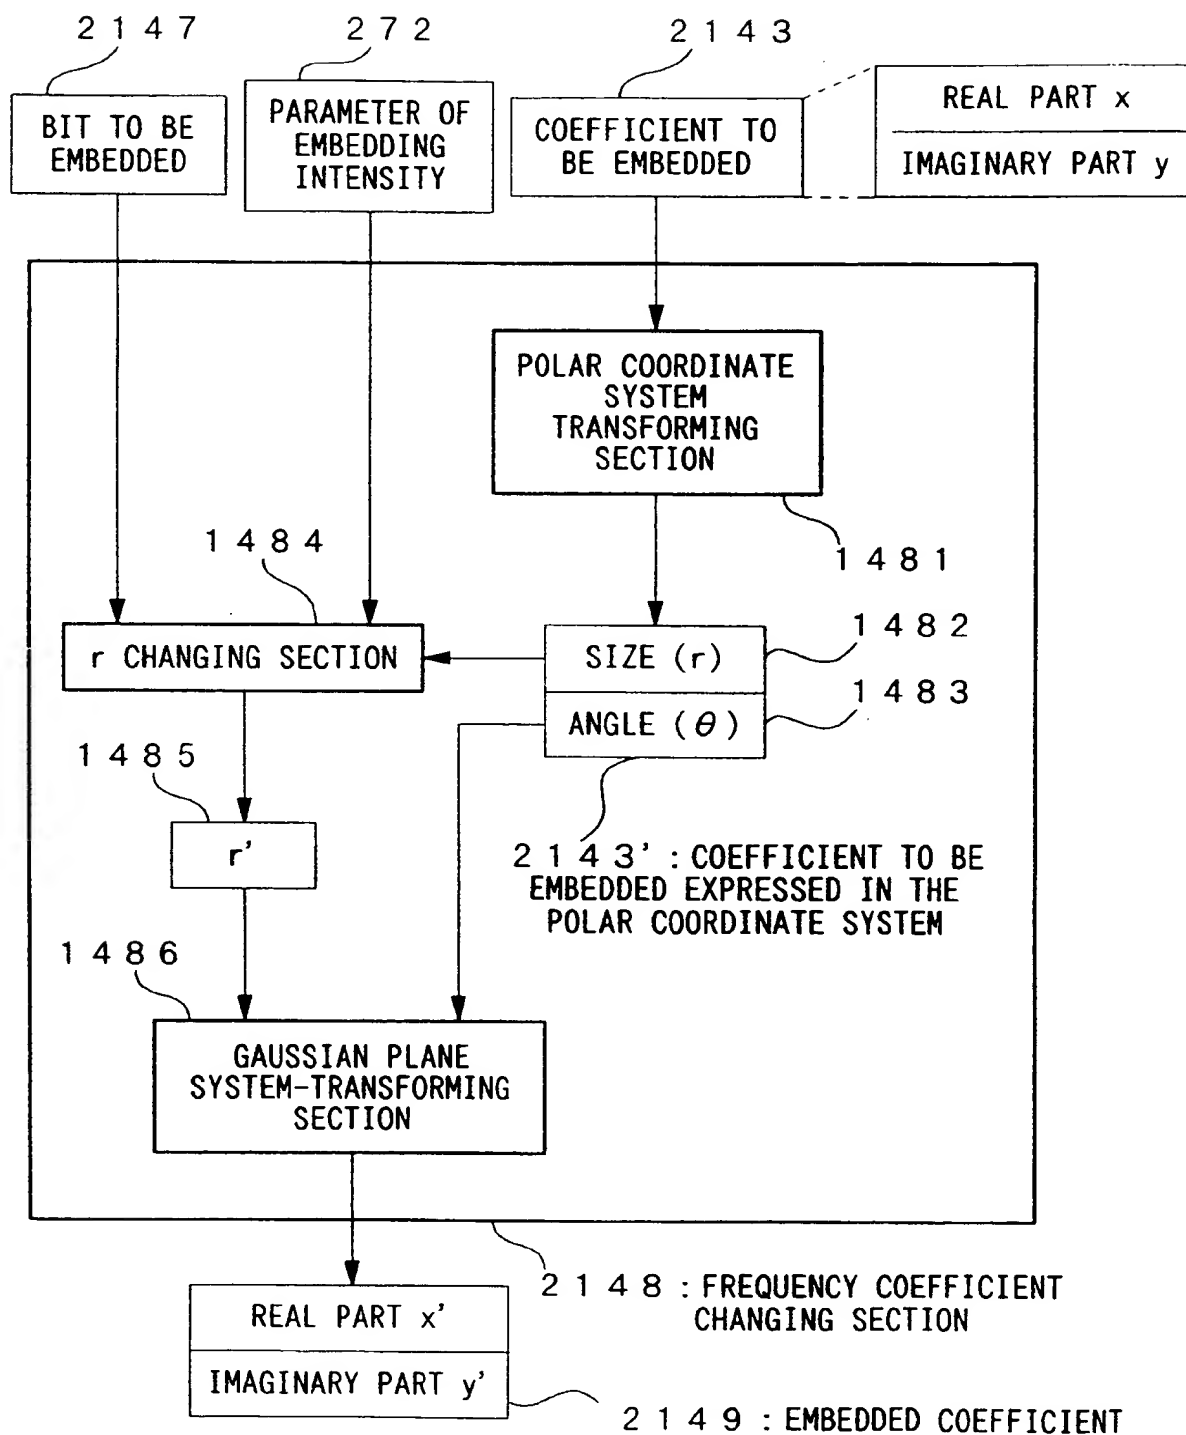 2147
272
2143
BIT TO BE
EMBEDDED
PARAMETER OF
EMBEDDING
INTENSITY
COEFFICIENT TO
BE EMBEDDED
REAL PART x
IMAGINARY PART y
POLAR COORDINATE
SYSTEM
TRANSFORMING
SECTION
1481
1484
r CHANGING SECTION
SIZE (r)
1482
ANGLE (θ)
1483
1485
r'
2143' : COEFFICIENT TO BE
EMBEDDED EXPRESSED IN THE
POLAR COORDINATE SYSTEM
1486
GAUSSIAN PLANE
SYSTEM-TRANSFORMING
SECTION
2148 : FREQUENCY COEFFICIENT
CHANGING SECTION
REAL PART x'
IMAGINARY PART y'
2149 : EMBEDDED COEFFICIENT